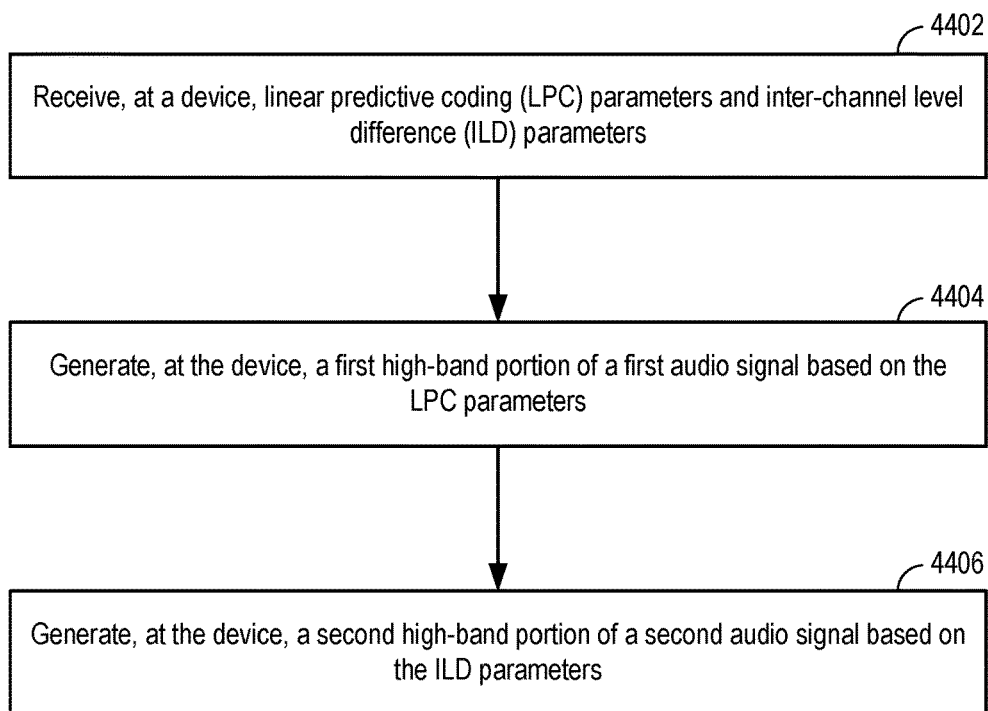 4402
Receive, at a device, linear predictive coding (LPC) parameters and inter-channel level
difference (ILD) parameters
4404
Generate, at the device, a first high-band portion of a first audio signal based on the
LPC parameters
4406
Generate, at the device, a second high-band portion of a second audio signal based on
the ILD parameters